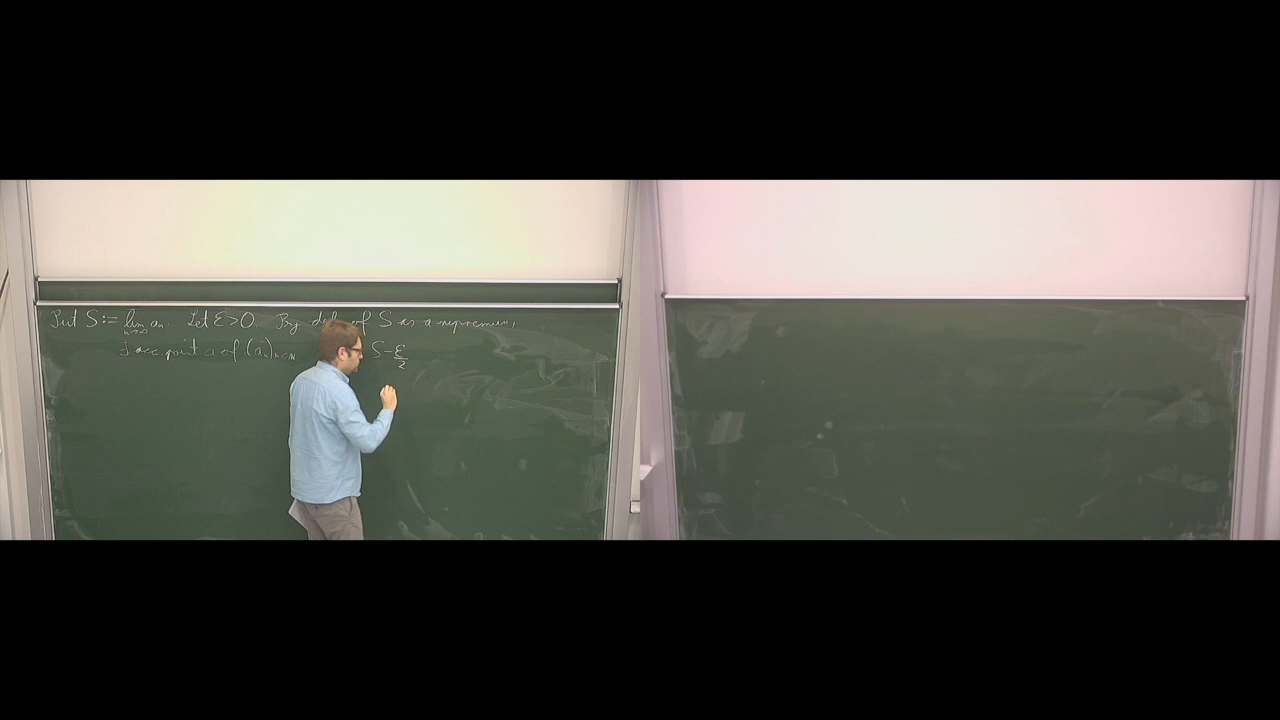 Put S := lim aₙ. Let ε>0. By def of S as a supremum,
n→∞
∃ acc. point a of (aₙ)ₙ∈ℕ S - ε/2